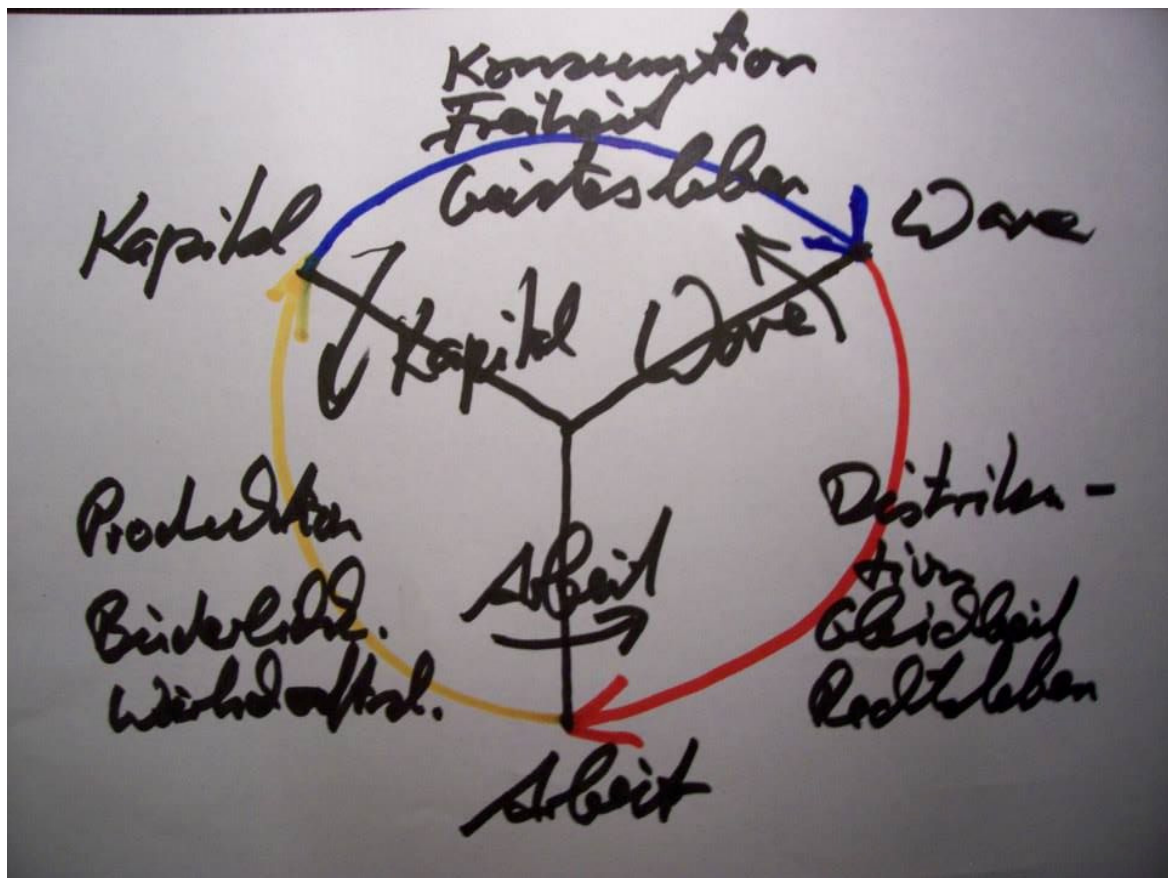 Konsumtion
Freiheit
Geistesleben
Kapital
Ware
Kapital
Ware
Produktion
Brüderlichk.
Wirtschaftsl.
Arbeit
Distribu-
tion
Gleichheit
Rechtsleben
Arbeit